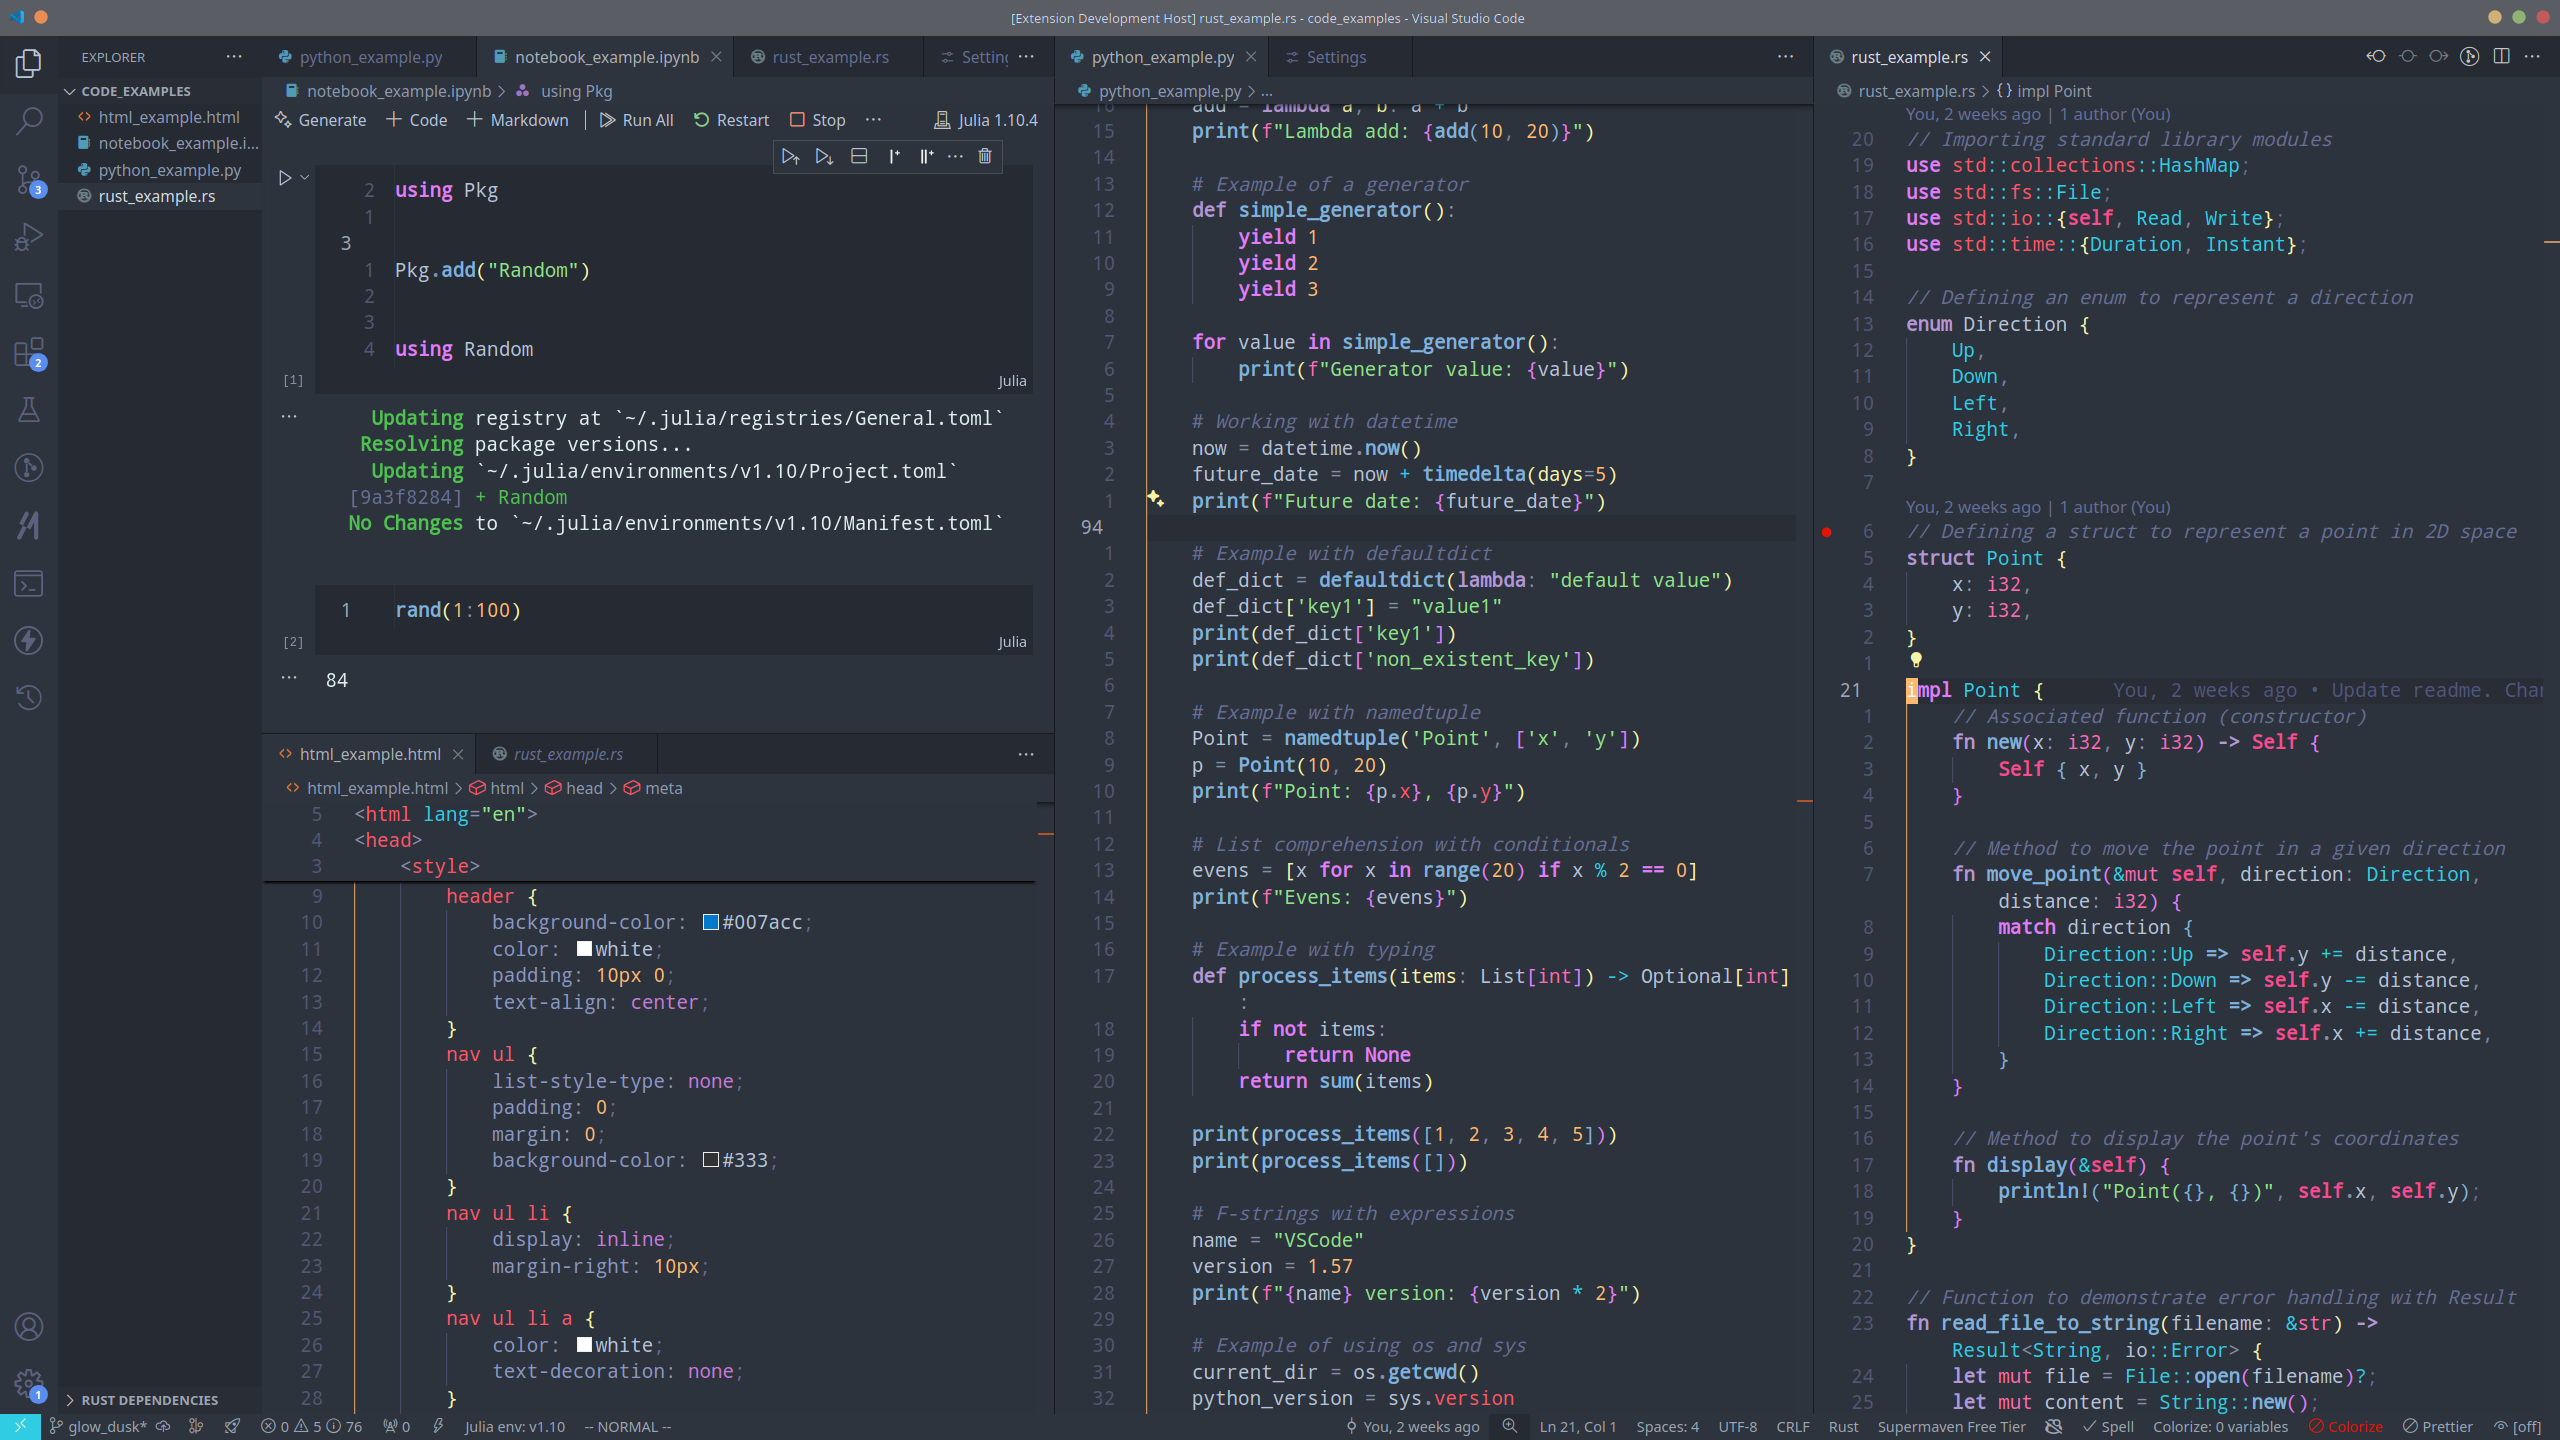 [Extension Development Host] rust_example.rs - code_examples - Visual Studio Code
EXPLORER
CODE_EXAMPLES
html_example.html
notebook_example.i...
python_example.py
rust_example.rs
3
2
1
RUST DEPENDENCIES
python_example.py
notebook_example.ipynb
rust_example.rs
Setting
notebook_example.ipynb > using Pkg
Generate + Code + Markdown Run All Restart Stop ... Julia 1.10.4
2 using Pkg
1
3
1 Pkg.add("Random")
2
3
4 using Random
[1]
Julia
Updating registry at `~/.julia/registries/General.toml`
Resolving package versions...
Updating `~/.julia/environments/v1.10/Project.toml`
[9a3f8284] + Random
No Changes to `~/.julia/environments/v1.10/Manifest.toml`
1 rand(1:100)
[2]
Julia
84
html_example.html
rust_example.rs
html_example.html > html > head > meta
5 <html lang="en">
4 <head>
3 <style>
9 header {
10 background-color: #007acc;
11 color: white;
12 padding: 10px 0;
13 text-align: center;
14 }
15 nav ul {
16 list-style-type: none;
17 padding: 0;
18 margin: 0;
19 background-color: #333;
20 }
21 nav ul li {
22 display: inline;
23 margin-right: 10px;
24 }
25 nav ul li a {
26 color: white;
27 text-decoration: none;
28 }
python_example.py
Settings
python_example.py > ...
16 add = lambda a, b: a + b
15 print(f"Lambda add: {add(10, 20)}")
14
13 # Example of a generator
12 def simple_generator():
11 yield 1
10 yield 2
9 yield 3
8
7 for value in simple_generator():
6 print(f"Generator value: {value}")
5
4 # Working with datetime
3 now = datetime.now()
2 future_date = now + timedelta(days=5)
1 print(f"Future date: {future_date}")
94
1 # Example with defaultdict
2 def_dict = defaultdict(lambda: "default value")
3 def_dict['key1'] = "value1"
4 print(def_dict['key1'])
5 print(def_dict['non_existent_key'])
6
7 # Example with namedtuple
8 Point = namedtuple('Point', ['x', 'y'])
9 p = Point(10, 20)
10 print(f"Point: {p.x}, {p.y}")
11
12 # List comprehension with conditionals
13 evens = [x for x in range(20) if x % 2 == 0]
14 print(f"Evens: {evens}")
15
16 # Example with typing
17 def process_items(items: List[int]) -> Optional[int]
:
18 if not items:
19 return None
20 return sum(items)
21
22 print(process_items([1, 2, 3, 4, 5]))
23 print(process_items([]))
24
25 # F-strings with expressions
26 name = "VSCode"
27 version = 1.57
28 print(f"{name} version: {version * 2}")
29
30 # Example of using os and sys
31 current_dir = os.getcwd()
32 python_version = sys.version
rust_example.rs
rust_example.rs > {} impl Point
You, 2 weeks ago | 1 author (You)
20 // Importing standard library modules
19 use std::collections::HashMap;
18 use std::fs::File;
17 use std::io::{self, Read, Write};
16 use std::time::{Duration, Instant};
15
14 // Defining an enum to represent a direction
13 enum Direction {
12 Up,
11 Down,
10 Left,
9 Right,
8 }
7
You, 2 weeks ago | 1 author (You)
6 // Defining a struct to represent a point in 2D space
5 struct Point {
4 x: i32,
3 y: i32,
2 }
1
21 impl Point { You, 2 weeks ago • Update readme. Char
1 // Associated function (constructor)
2 fn new(x: i32, y: i32) -> Self {
3 Self { x, y }
4 }
5
6 // Method to move the point in a given direction
7 fn move_point(&mut self, direction: Direction,
distance: i32) {
8 match direction {
9 Direction::Up => self.y += distance,
10 Direction::Down => self.y -= distance,
11 Direction::Left => self.x -= distance,
12 Direction::Right => self.x += distance,
13 }
14 }
15
16 // Method to display the point's coordinates
17 fn display(&self) {
18 println!("Point({}, {})", self.x, self.y);
19 }
20 }
21
22 // Function to demonstrate error handling with Result
23 fn read_file_to_string(filename: &str) ->
Result<String, io::Error> {
24 let mut file = File::open(filename)?;
25 let mut content = String::new();
glow_dusk* 0 5 76 0 Julia env: v1.10 -- NORMAL -- You, 2 weeks ago Ln 21, Col 1 Spaces: 4 UTF-8 CRLF Rust Supermaven Free Tier Spell Colorize: 0 variables Colorize Prettier [off]